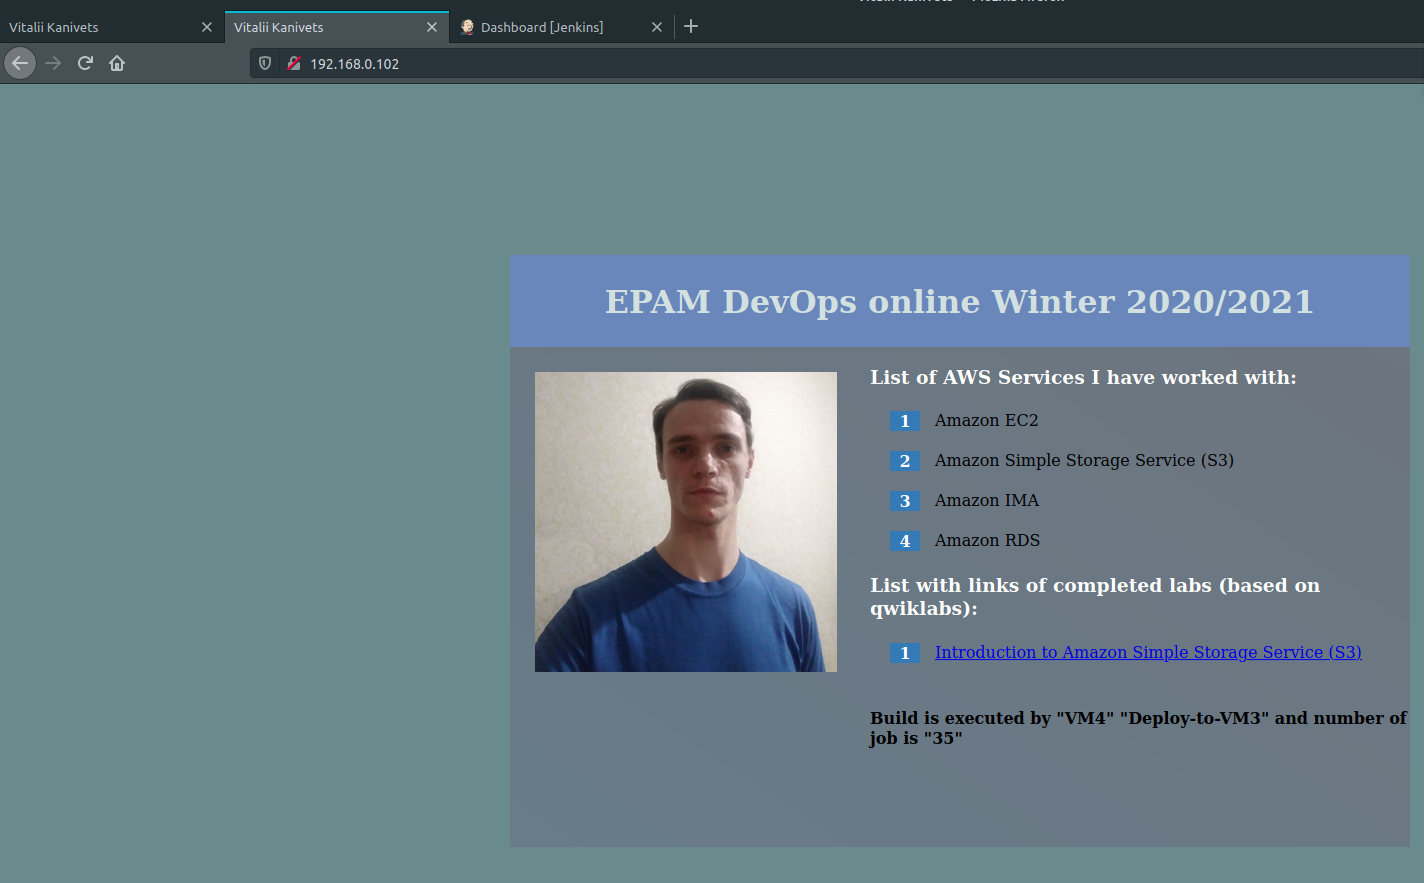 Vitalii Kanivets
Vitalii Kanivets
Dashboard [Jenkins]
192.168.0.102
EPAM DevOps online Winter 2020/2021
List of AWS Services I have worked with:
1 Amazon EC2
2 Amazon Simple Storage Service (S3)
3 Amazon IMA
4 Amazon RDS
List with links of completed labs (based on
qwiklabs):
1 Introduction to Amazon Simple Storage Service (S3)
Build is executed by "VM4" "Deploy-to-VM3" and number of
job is "35"